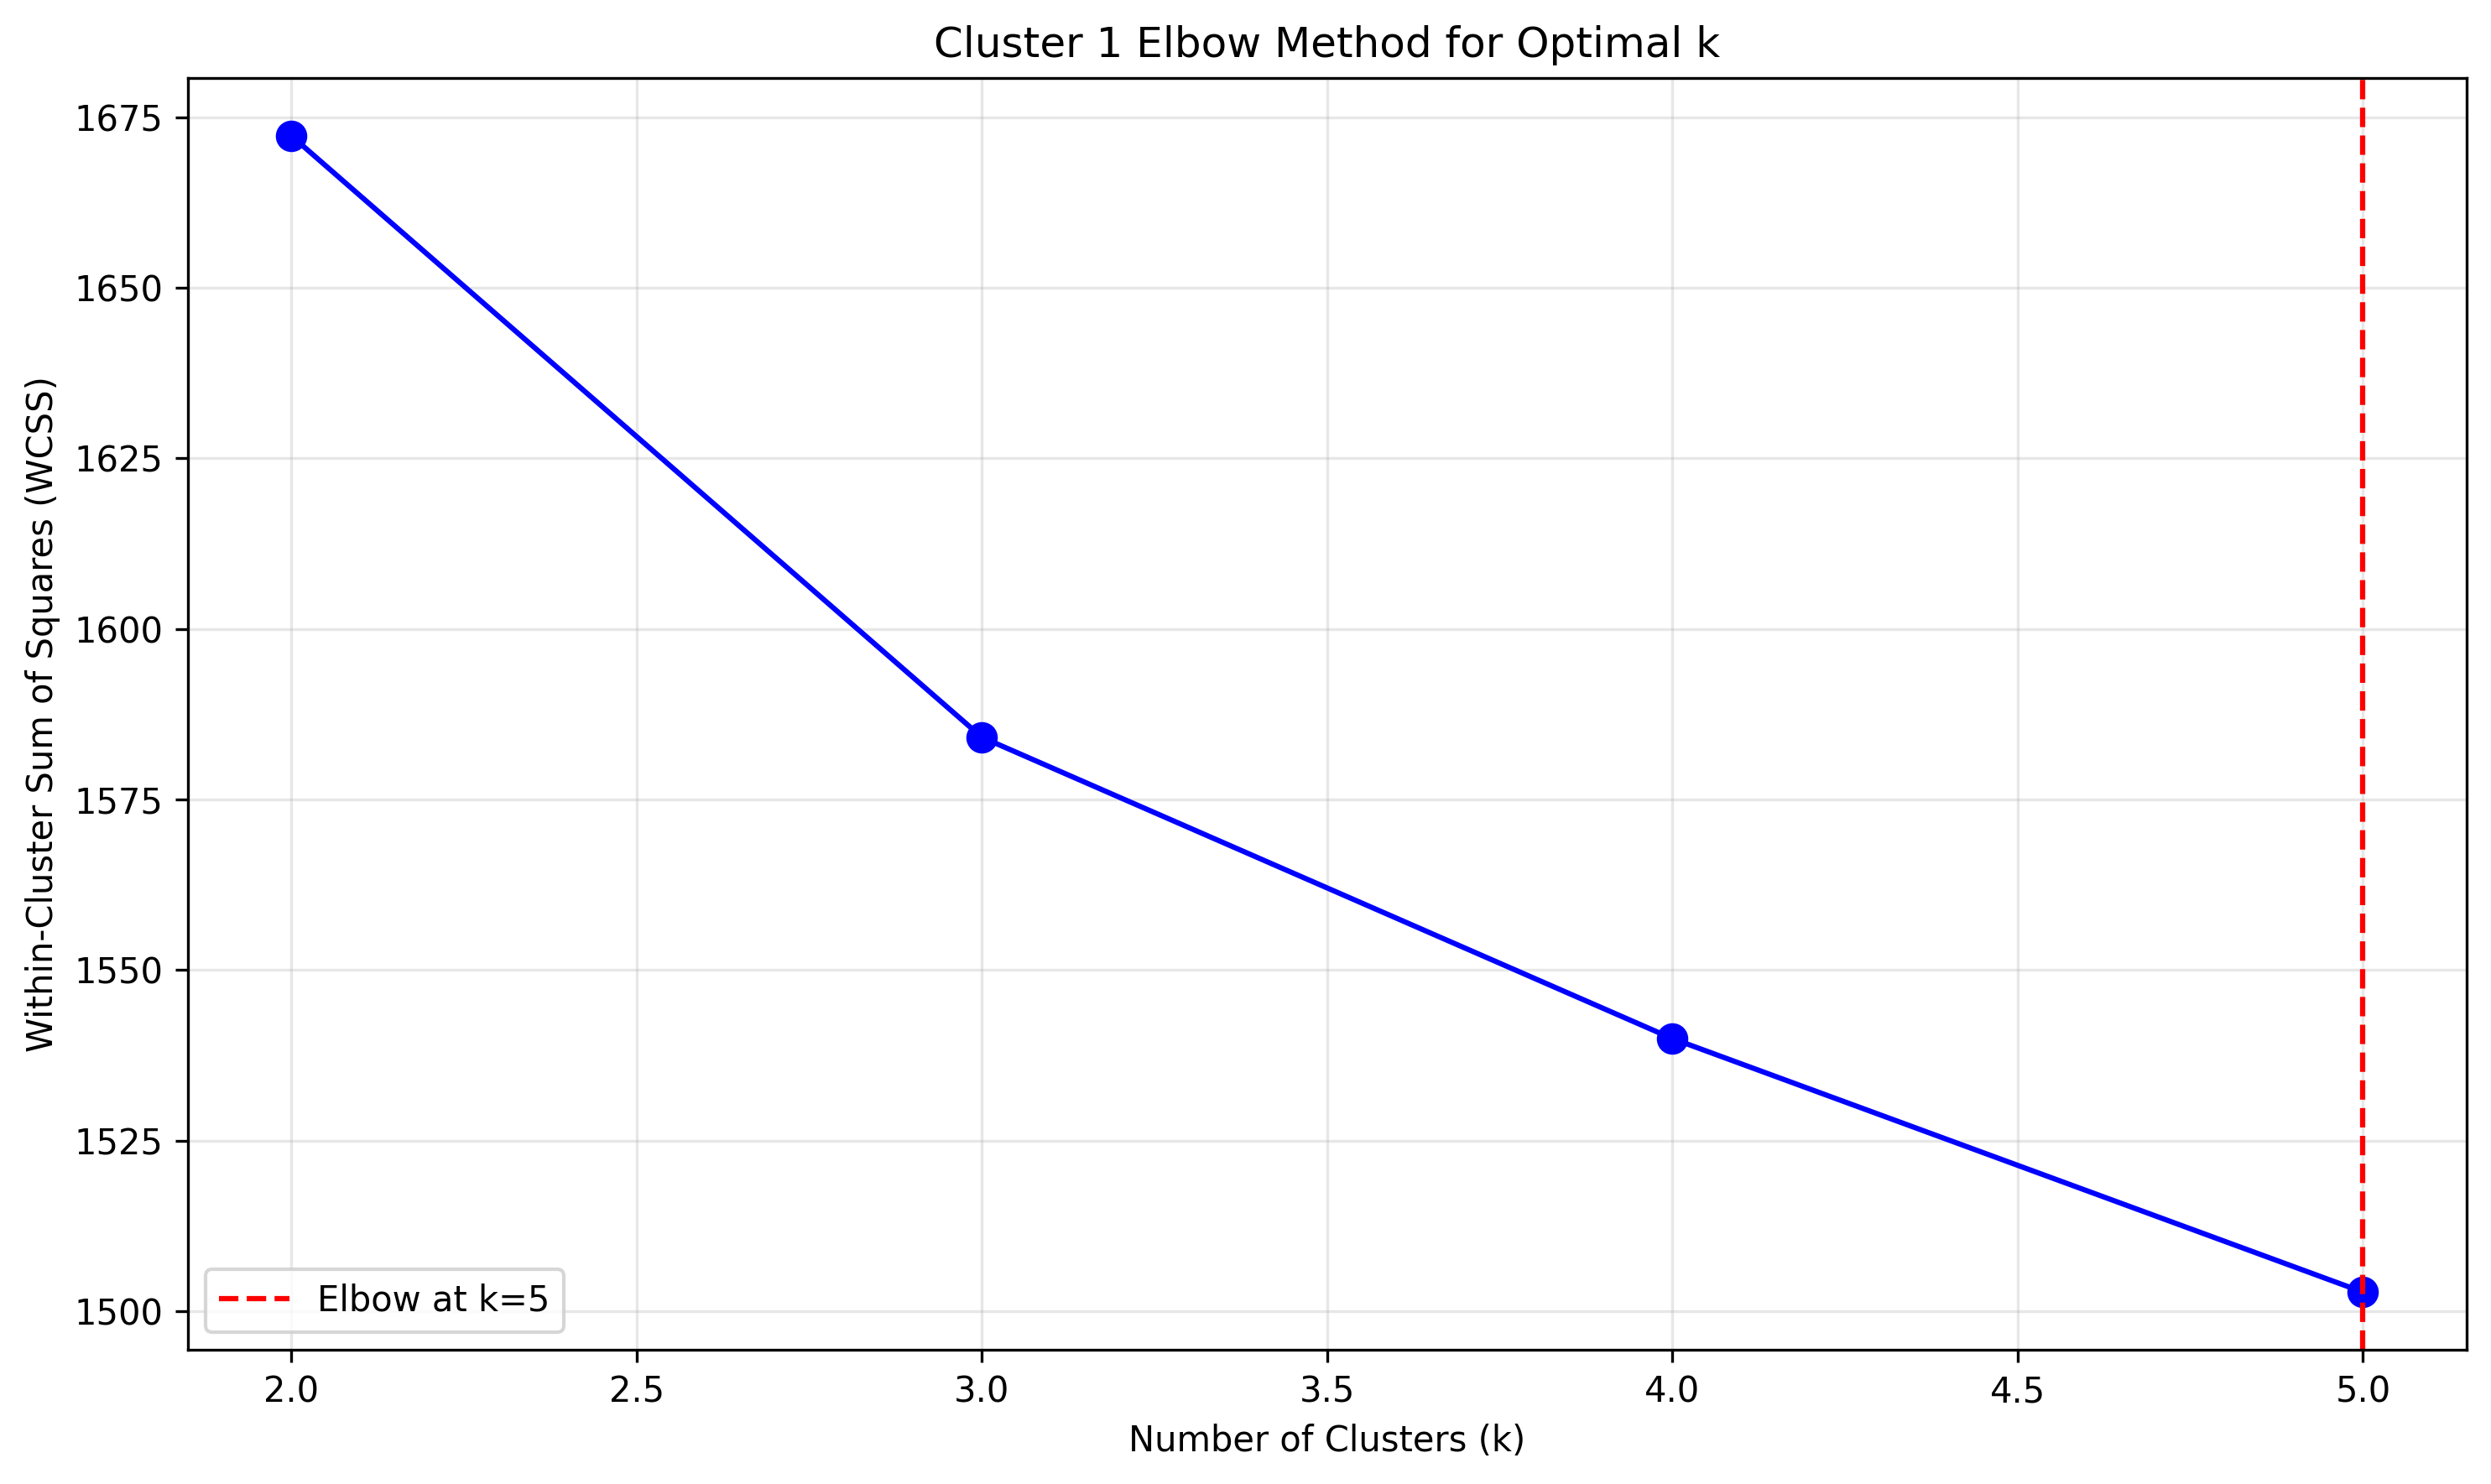 Cluster 1 Elbow Method for Optimal k
Within-Cluster Sum of Squares (WCSS)
1675
1650
1625
1600
1575
1550
1525
1500
Elbow at k=5
2.0 2.5 3.0 3.5 4.0 4.5 5.0
Number of Clusters (k)